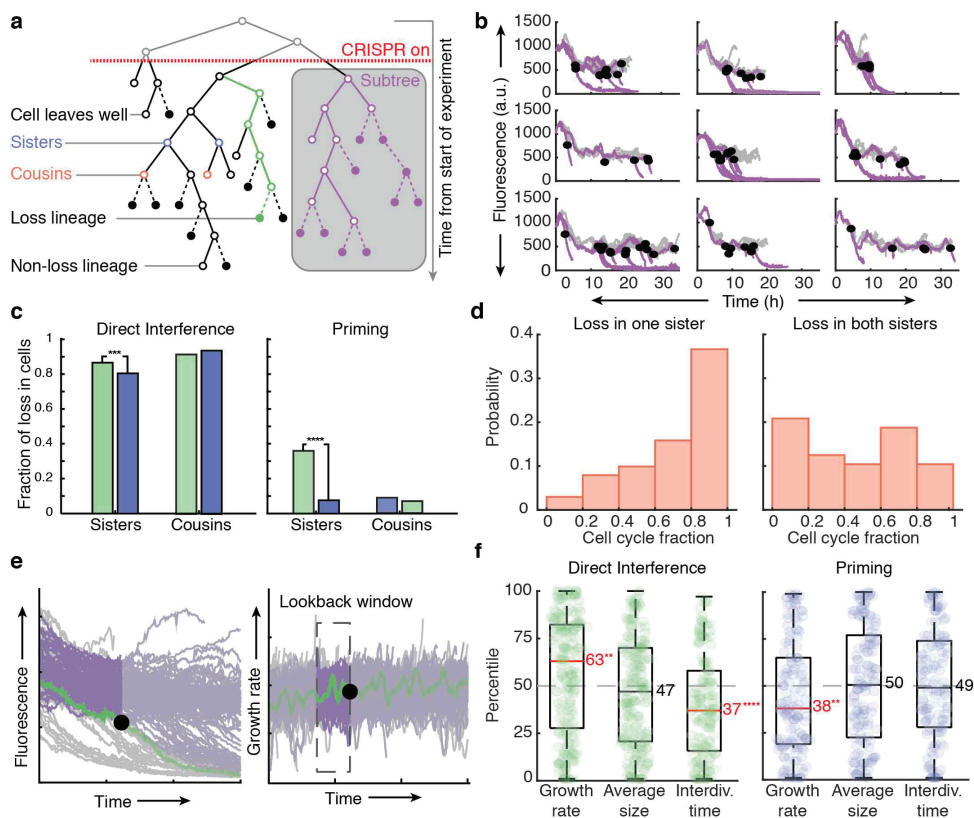 a
CRISPR on
Subtree
Cell leaves well
Sisters
Cousins
Loss lineage
Non-loss lineage
Time from start of experiment
b
Fluorescence (a.u.)
1500
1000
500
0
1500
1000
500
0
1500
1000
500
0
0 10 20 30
0 10 20 30
0 10 20 30
Time (h)
c
Direct Interference
Priming
Fraction of loss in cells
1
0.8
0.6
0.4
0.2
0
***
****
Sisters Cousins
Sisters Cousins
d
Loss in one sister
Loss in both sisters
Probability
0.4
0.3
0.2
0.1
0
0 0.2 0.4 0.6 0.8 1
Cell cycle fraction
0 0.2 0.4 0.6 0.8 1
Cell cycle fraction
e
Fluorescence
Time
Growth rate
Lookback window
Time
f
Direct Interference
Priming
Percentile
100
75
50
25
0
63**
47
37****
38**
50
49
Growth rate
Average size
Interdiv. time
Growth rate
Average size
Interdiv. time